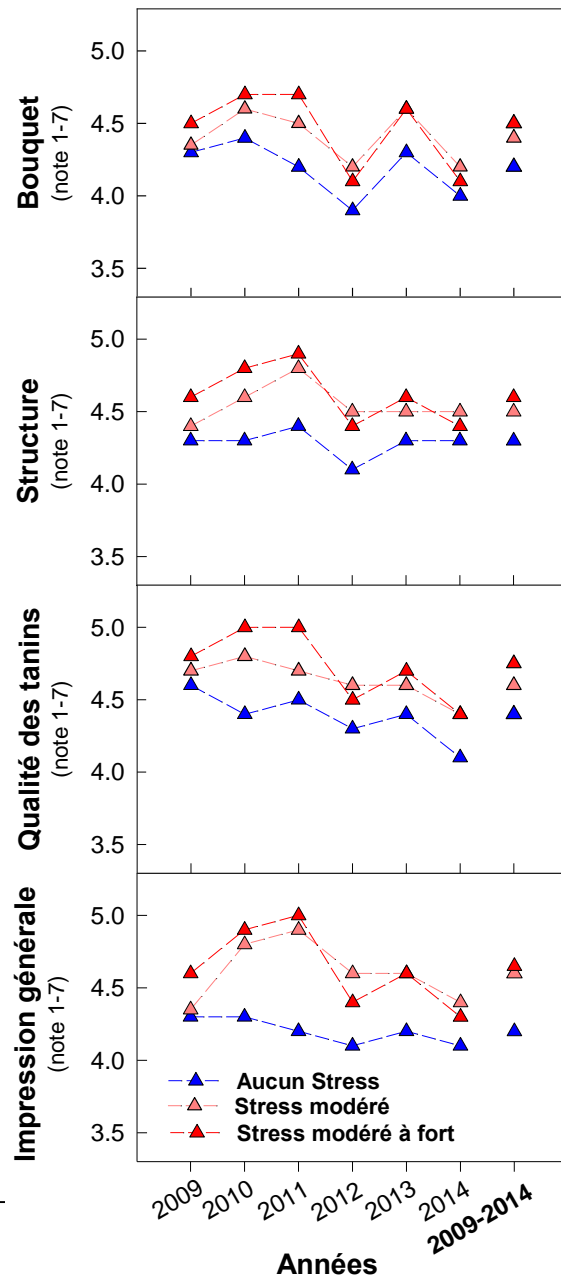 Bouquet
(note 1-7)
5.0
4.5
4.0
3.5
Structure
(note 1-7)
5.0
4.5
4.0
3.5
Qualité des tanins
(note 1-7)
5.0
4.5
4.0
3.5
Impression générale
(note 1-7)
5.0
4.5
4.0
3.5
Aucun Stress
Stress modéré
Stress modéré à fort
2009
2010
2011
2012
2013
2014
2009-2014
Années